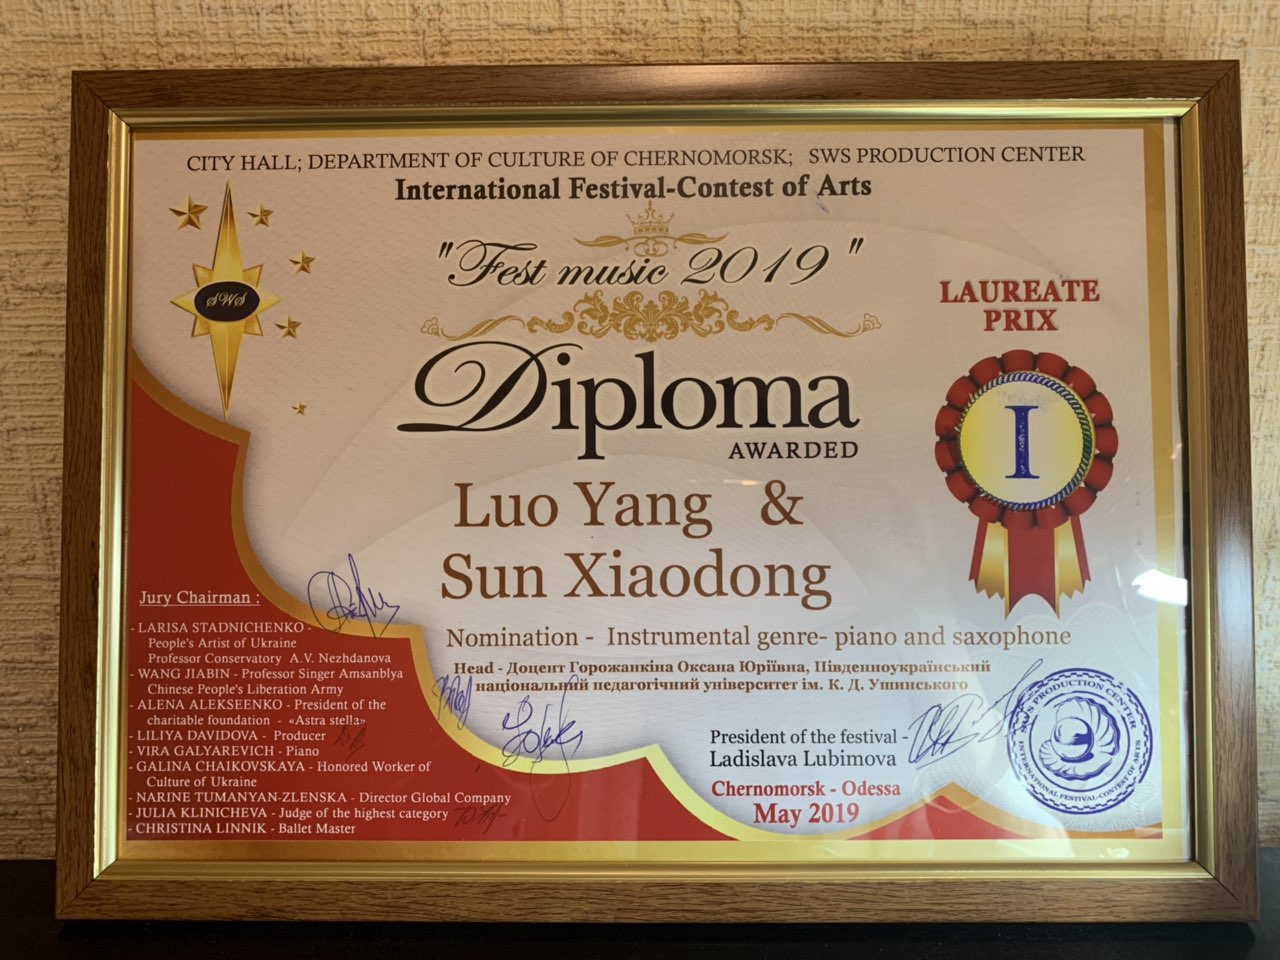 CITY HALL; DEPARTMENT OF CULTURE OF CHERNOMORSK; SWS PRODUCTION CENTER
International Festival-Contest of Arts
"Fest music 2019"
SWS
LAUREATE
PRIX
I
Diploma
AWARDED
Luo Yang &
Sun Xiaodong
Nomination - Instrumental genre- piano and saxophone
Head - Доцент Горожанкіна Оксана Юріївна, Південноукраїнський
національний педагогічний університет ім. К. Д. Ушинського
Jury Chairman :
- LARISA STADNICHENKO -
People's Artist of Ukraine
Professor Conservatory A.V. Nezhdanova
- WANG JIABIN - Professor Singer Amsanblya
Chinese People's Liberation Army
- ALENA ALEKSEENKO - President of the
charitable foundation - «Astra stella»
- LILIYA DAVIDOVA - Producer
- VIRA GALYAREVICH - Piano
- GALINA CHAIKOVSKAYA - Honored Worker of
Culture of Ukraine
- NARINE TUMANYAN-ZLENSKA - Director Global Company
- JULIA KLINICHEVA - Judge of the highest category
- CHRISTINA LINNIK - Ballet Master
President of the festival -
Ladislava Lubimova
Chernomorsk - Odessa
May 2019
SWS PRODUCTION CENTER
INTERNATIONAL FESTIVAL-CONTEST OF ARTS